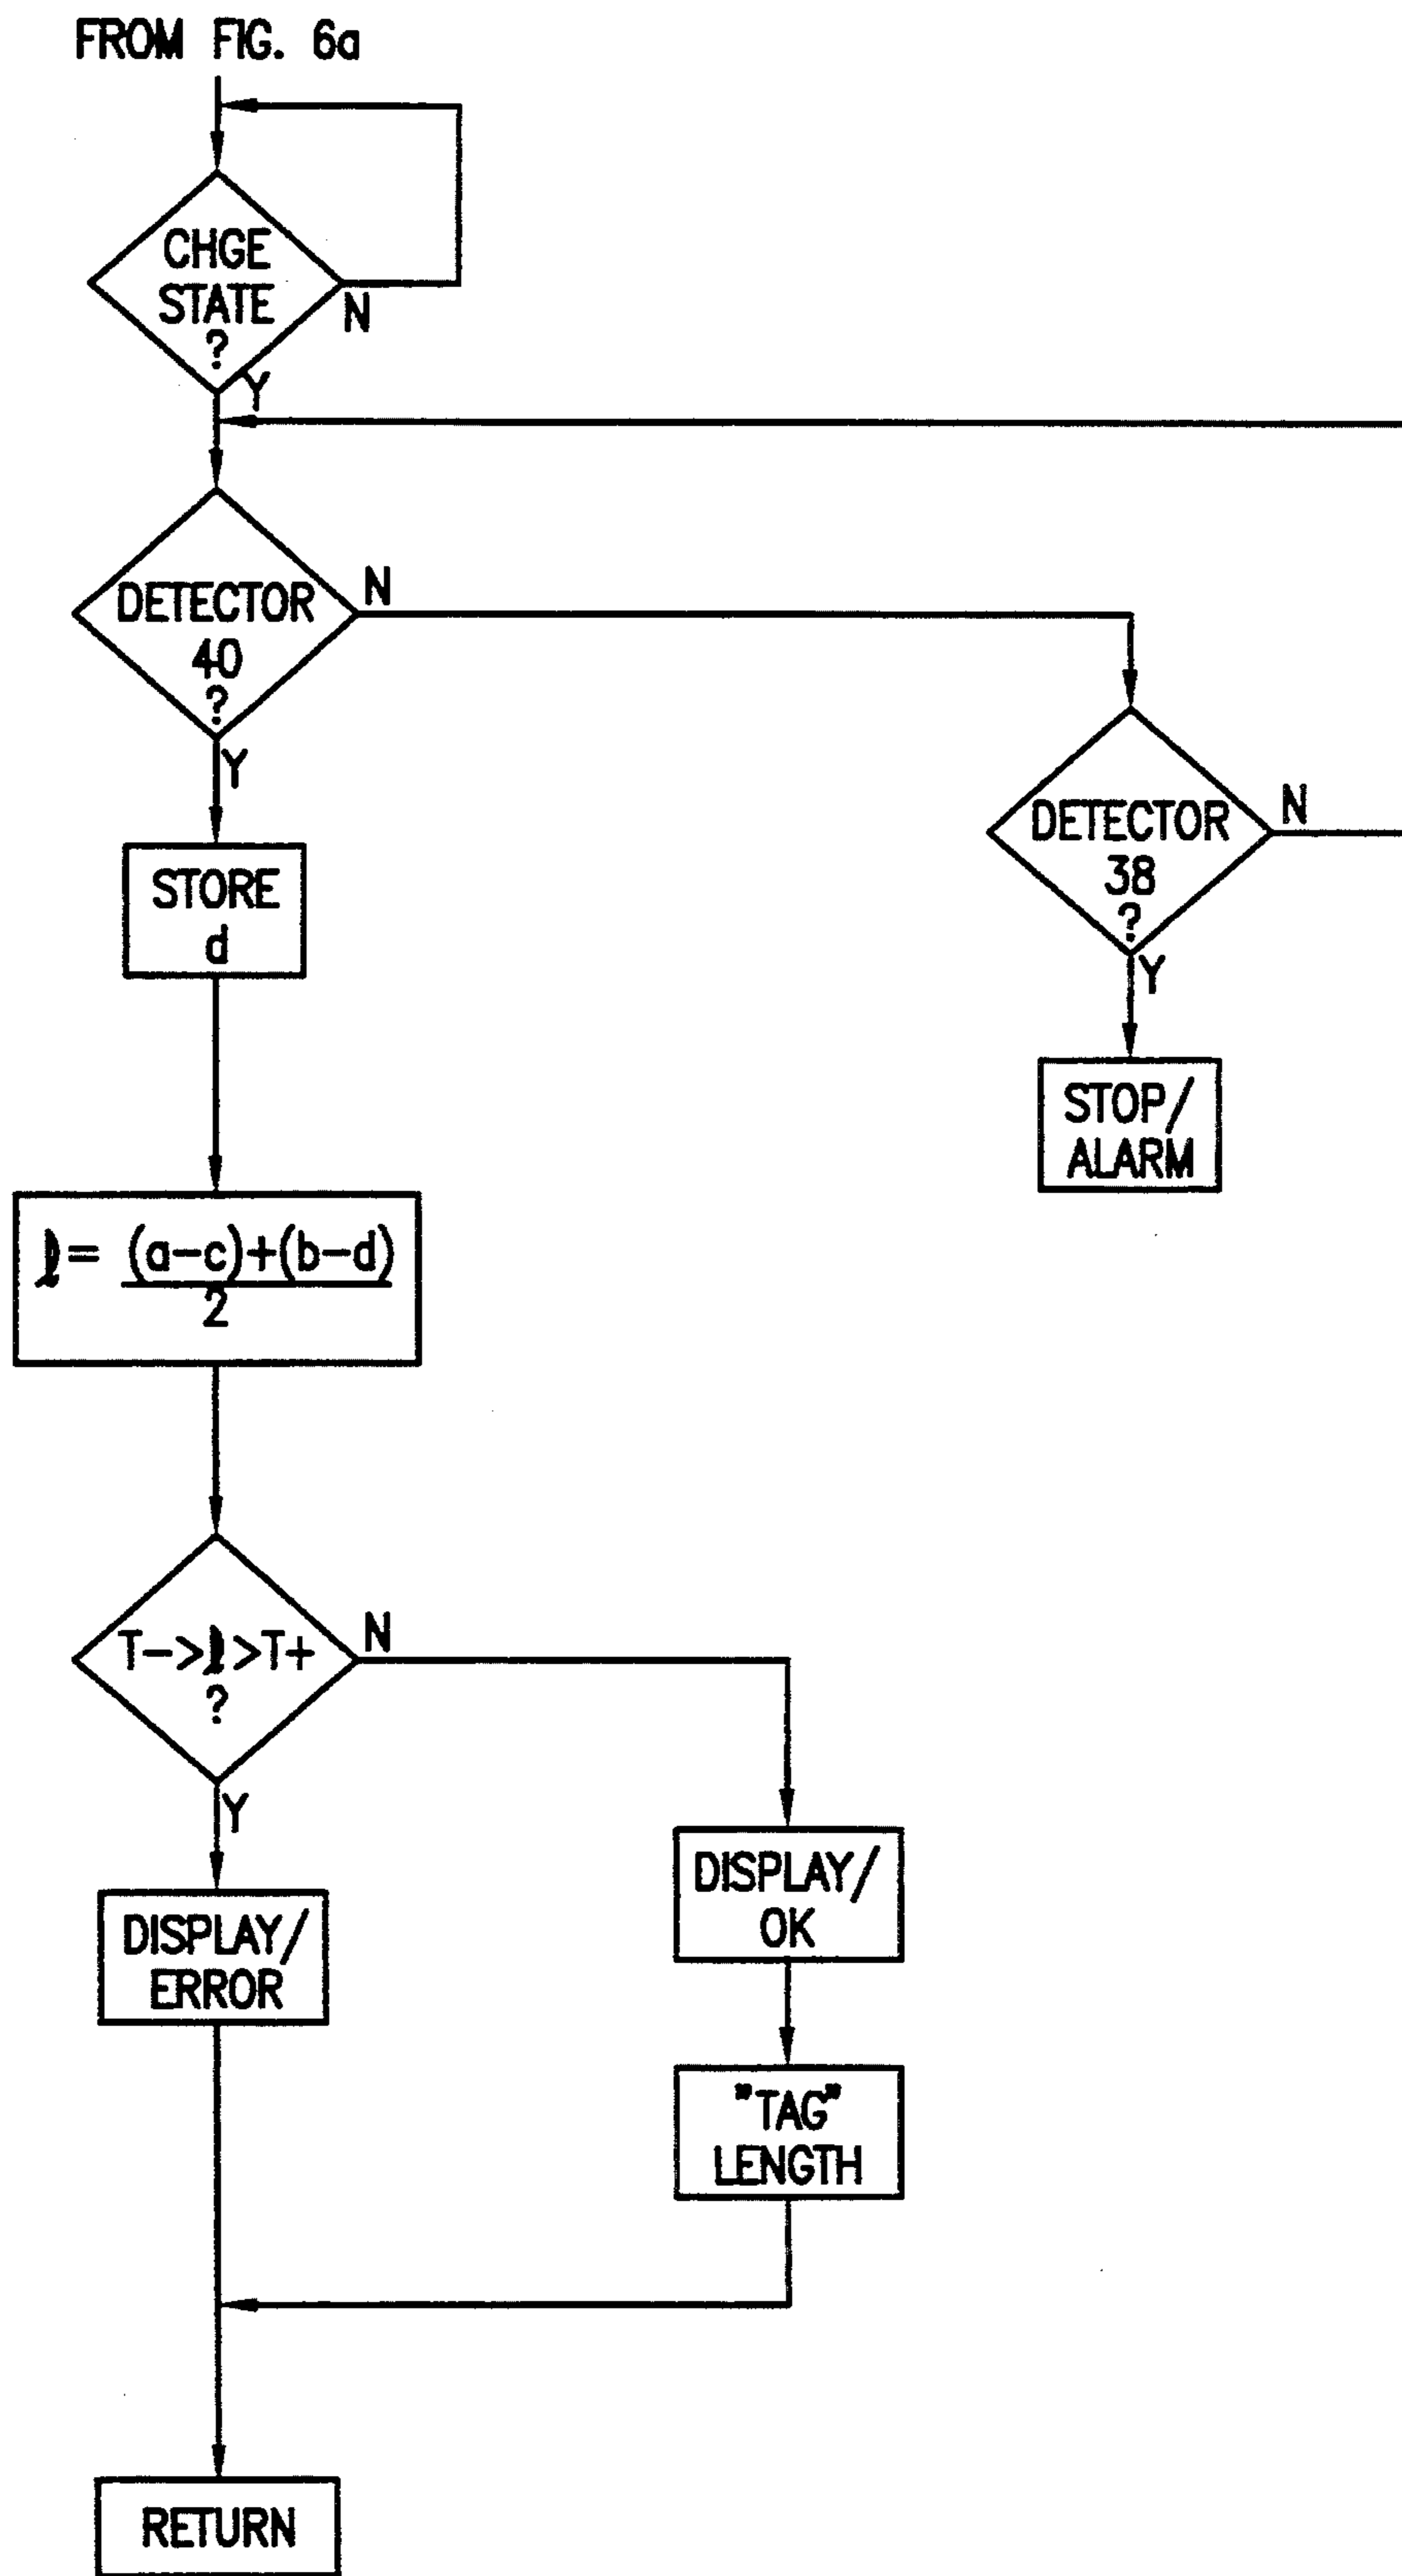 FROM FIG. 6a
CHGE
STATE
?
N
Y
DETECTOR
40
?
N
Y
DETECTOR
38
?
N
Y
STORE
d
STOP/
ALARM
l= (a-c)+(b-d)
2
T->l>T+
?
N
Y
DISPLAY/
OK
DISPLAY/
ERROR
"TAG"
LENGTH
RETURN